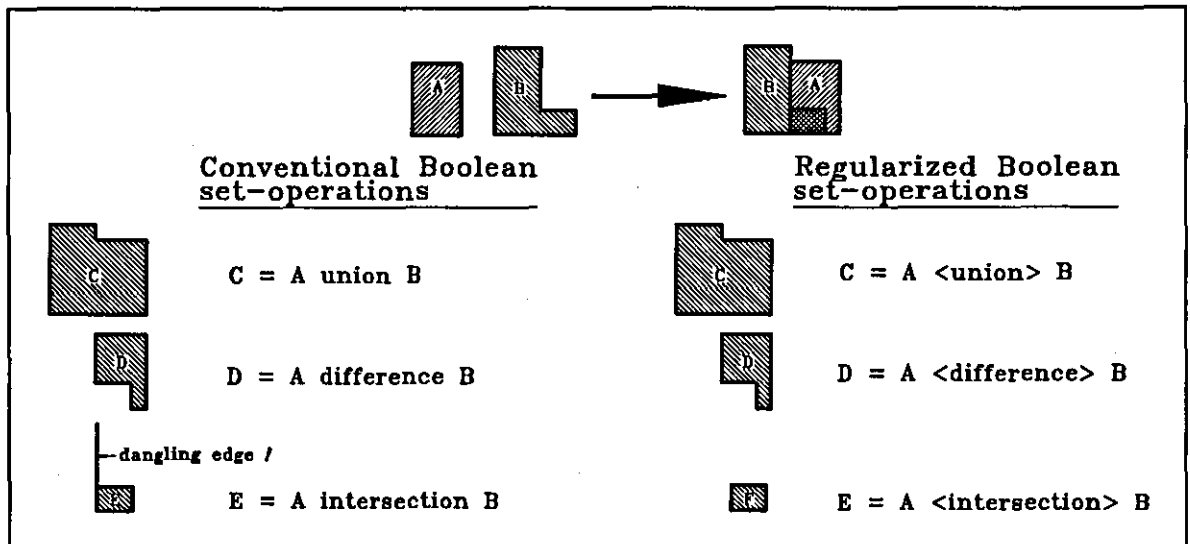 A B B A
Conventional Boolean
set-operations
Regularized Boolean
set-operations
C C = A union B
C C = A <union> B
D D = A difference B
D D = A <difference> B
dangling edge !
E E = A intersection B
E = A <intersection> B